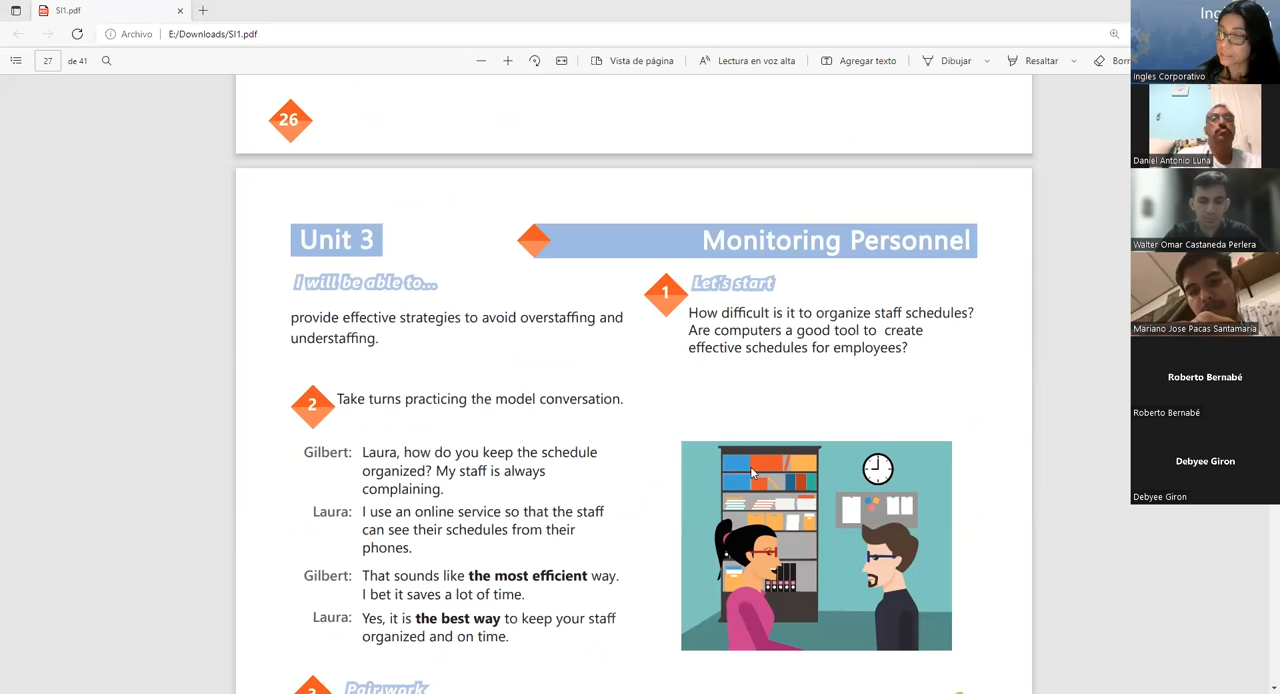 SI1.pdf
Archivo
E:/Downloads/SI1.pdf
27
de 41
Vista de página
Lectura en voz alta
Agregar texto
Dibujar
Resaltar
26
Unit 3
Monitoring Personnel
I will be able to...
provide effective strategies to avoid overstaffing and
understaffing.
1
Let's start
How difficult is it to organize staff schedules?
Are computers a good tool to create
effective schedules for employees?
2
Take turns practicing the model conversation.
Gilbert: Laura, how do you keep the schedule
organized? My staff is always
complaining.
Laura: I use an online service so that the staff
can see their schedules from their
phones.
Gilbert: That sounds like the most efficient way.
I bet it saves a lot of time.
Laura: Yes, it is the best way to keep your staff
organized and on time.
3
Pair work
Ingles Corporativo
Daniel Antonio Luna
Walter Omar Castaneda Perlera
Mariano Jose Pacas Santamaría
Roberto Bernabé
Roberto Bernabé
Debyee Giron
Debyee Giron